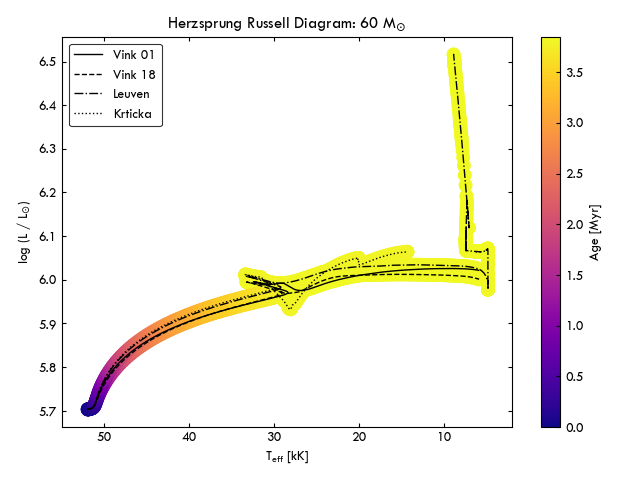 Herzsprung Russell Diagram: 60 M⊙
Vink 01
Vink 18
Leuven
Krticka
log (L / L⊙)
6.5
6.4
6.3
6.2
6.1
6.0
5.9
5.8
5.7
50 40 30 20 10
T_eff [kK]
3.5
3.0
2.5
2.0
1.5
1.0
0.5
0.0
Age [Myr]